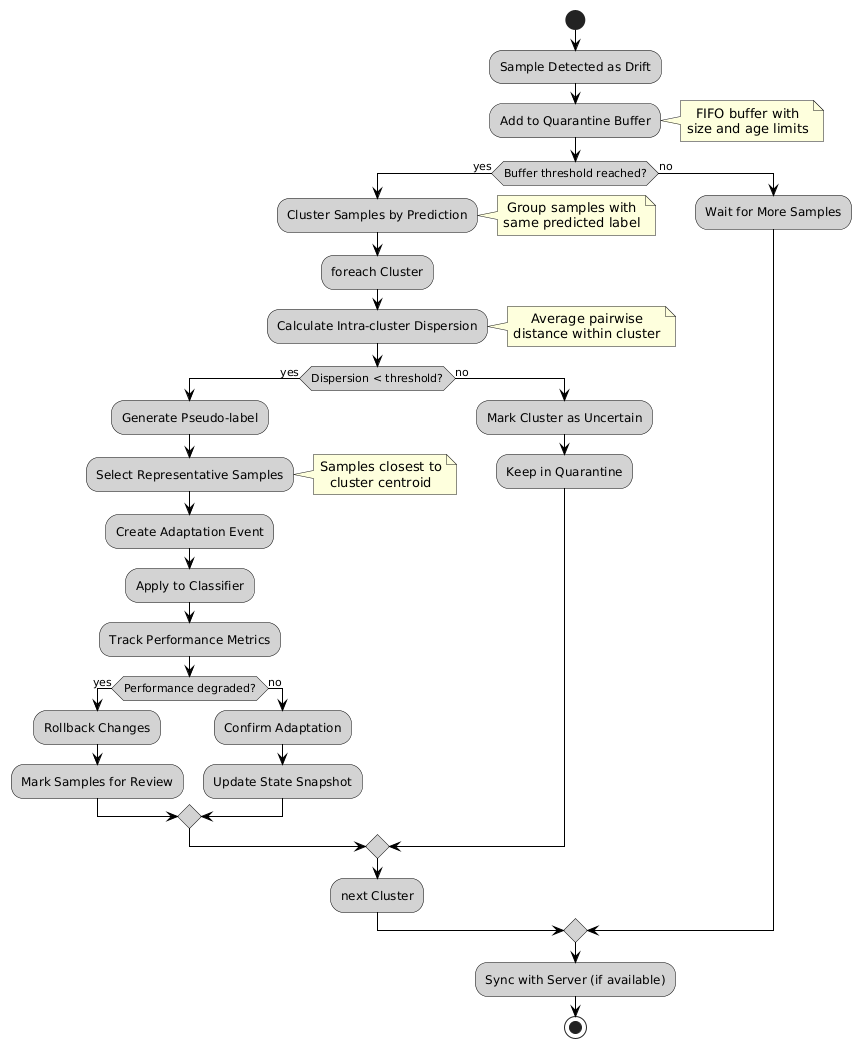 Sample Detected as Drift
Add to Quarantine Buffer
FIFO buffer with
size and age limits
Buffer threshold reached?
yes
no
Cluster Samples by Prediction
Group samples with
same predicted label
Wait for More Samples
foreach Cluster
Calculate Intra-cluster Dispersion
Average pairwise
distance within cluster
Dispersion < threshold?
yes
no
Generate Pseudo-label
Mark Cluster as Uncertain
Select Representative Samples
Samples closest to
cluster centroid
Keep in Quarantine
Create Adaptation Event
Apply to Classifier
Track Performance Metrics
Performance degraded?
yes
no
Rollback Changes
Confirm Adaptation
Mark Samples for Review
Update State Snapshot
next Cluster
Sync with Server (if available)